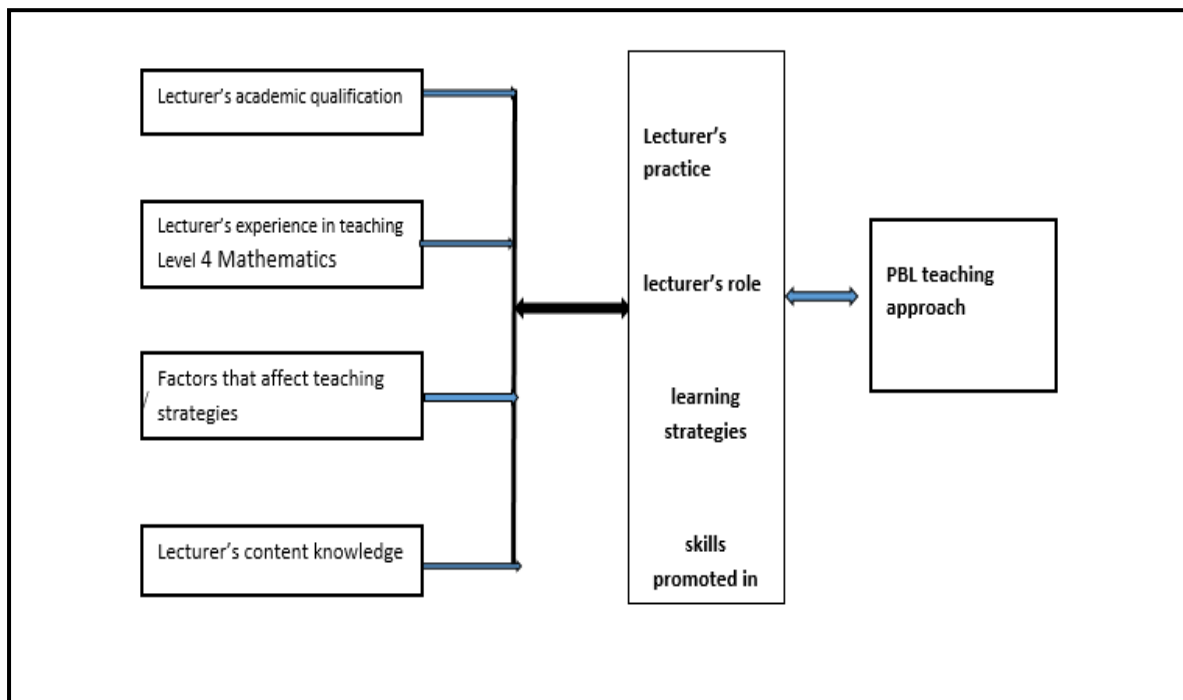 Lecturer's academic qualification
Lecturer's experience in teaching
Level 4 Mathematics
Factors that affect teaching
/ strategies
Lecturer's content knowledge
Lecturer's
practice
lecturer's role
learning
strategies
skills
promoted in
PBL teaching
approach